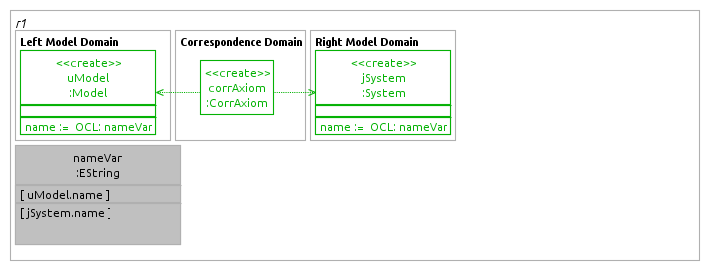 r1
Left Model Domain
Correspondence Domain
Right Model Domain
<<create>>
uModel
:Model
name := OCL: nameVar
<<create>>
corrAxiom
:CorrAxiom
<<create>>
jSystem
:System
name := OCL: nameVar
nameVar
:EString
[ uModel.name ]
[ jSystem.name ]